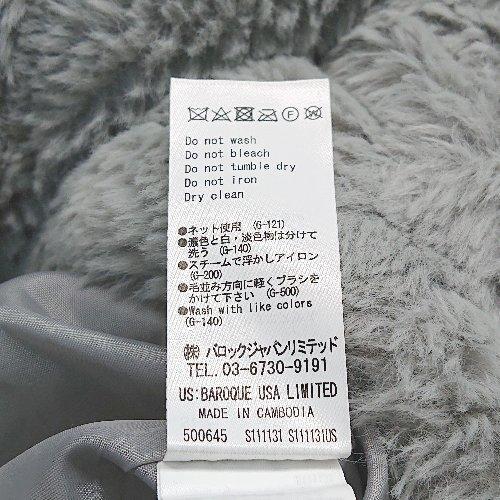 Do not wash
Do not bleach
Do not tumble dry
Do not iron
Dry clean
●ネット使用 (G-121)
●濃色と白・淡色物は分けて
洗う (G-140)
●スチームで浮かしアイロン
(G-200)
●毛並み方向に軽くブラシを
かけて下さい (G-500)
●Wash with like colors
(G-140)
(株) バロックジャパンリミテッド
TEL. 03-6730-9191
US: BAROQUE USA LIMITED
MADE IN CAMBODIA
500645 S111131 S111131US